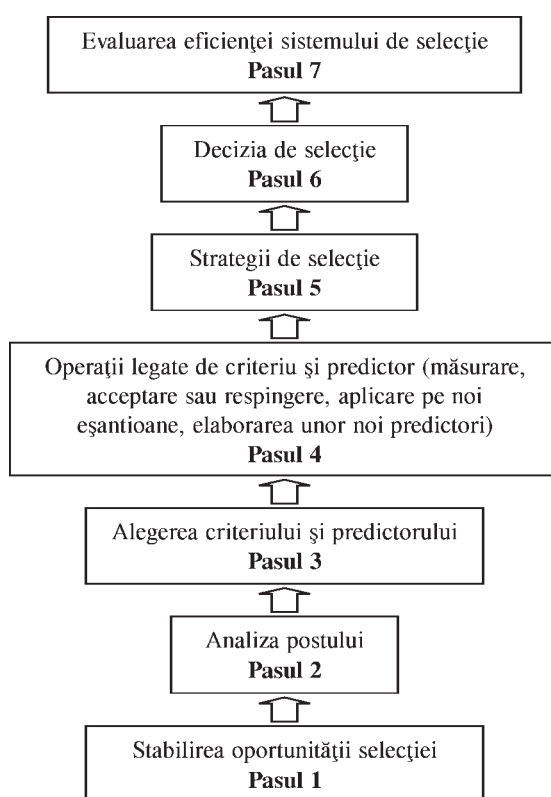 Evaluarea eficienţei sistemului de selecţie
Pasul 7
Decizia de selecţie
Pasul 6
Strategii de selecţie
Pasul 5
Operaţii legate de criteriu şi predictor (măsurare,
acceptare sau respingere, aplicare pe noi
eşantioane, elaborarea unor noi predictori)
Pasul 4
Alegerea criteriului şi predictorului
Pasul 3
Analiza postului
Pasul 2
Stabilirea oportunităţii selecţiei
Pasul 1